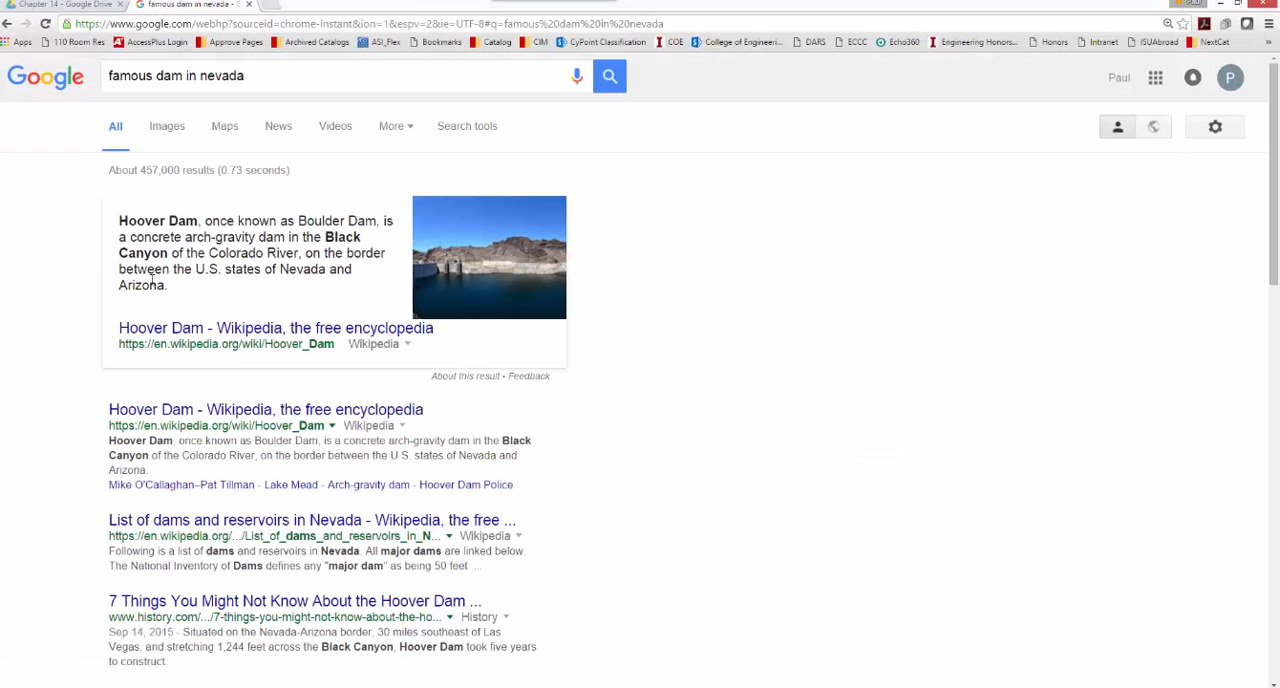 Chapter 14 - Google Drive
famous dam in nevada -
https://www.google.com/webhp?sourceid=chrome-instant&ion=1&espv=2&ie=UTF-8#q=famous%20dam%20in%20nevada
Apps 110 Room Res AccessPlus Login Approve Pages Archived Catalogs ASI_Flex Bookmarks Catalog CIM CyPoint Classification COE College of Engineeri... DARS ECCC Echo360 Engineering Honors... Honors Intranet ISUAbroad NextCat »
Google famous dam in nevada Paul P
All Images Maps News Videos More Search tools
About 457,000 results (0.73 seconds)
Hoover Dam, once known as Boulder Dam, is
a concrete arch-gravity dam in the Black
Canyon of the Colorado River, on the border
between the U.S. states of Nevada and
Arizona.
Hoover Dam - Wikipedia, the free encyclopedia
https://en.wikipedia.org/wiki/Hoover_Dam Wikipedia
About this result • Feedback
Hoover Dam - Wikipedia, the free encyclopedia
https://en.wikipedia.org/wiki/Hoover_Dam Wikipedia
Hoover Dam, once known as Boulder Dam, is a concrete arch-gravity dam in the Black
Canyon of the Colorado River, on the border between the U.S. states of Nevada and
Arizona.
Mike O'Callaghan–Pat Tillman - Lake Mead - Arch-gravity dam - Hoover Dam Police
List of dams and reservoirs in Nevada - Wikipedia, the free ...
https://en.wikipedia.org/.../List_of_dams_and_reservoirs_in_N... Wikipedia
Following is a list of dams and reservoirs in Nevada. All major dams are linked below.
The National Inventory of Dams defines any "major dam" as being 50 feet ...
7 Things You Might Not Know About the Hoover Dam ...
www.history.com/.../7-things-you-might-not-know-about-the-ho... History
Sep 14, 2015 - Situated on the Nevada-Arizona border, 30 miles southeast of Las
Vegas, and stretching 1,244 feet across the Black Canyon, Hoover Dam took five years
to construct.